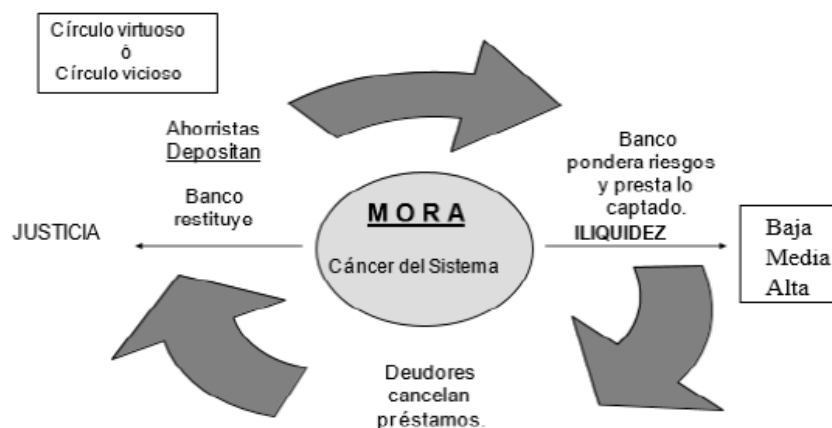 Círculo virtuoso
ó
Círculo vicioso
Ahorristas
Depositan
Banco
restituye
JUSTICIA
M O R A
Cáncer del Sistema
Banco
pondera riesgos
y presta lo
captado.
ILIQUIDEZ
Baja
Media
Alta
Deudores
cancelan
préstamos.